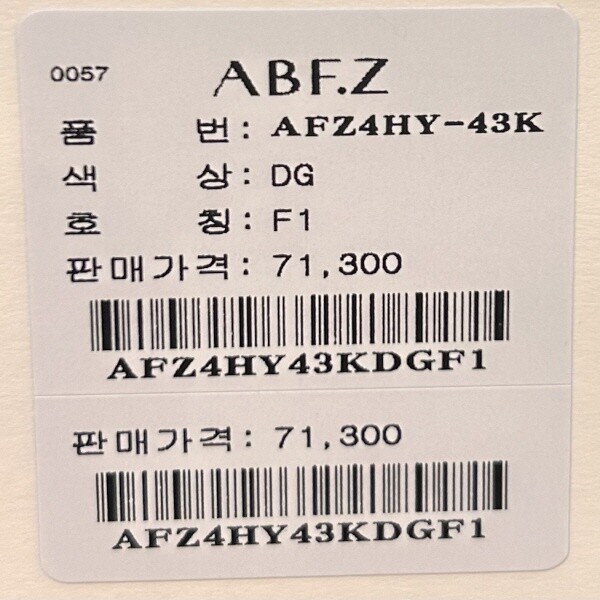 0057 ABF.Z
품 번: AFZ4HY-43K
색 상: DG
호 칭: F1
판매가격: 71,300
AFZ4HY43KDGF1
판매가격: 71,300
AFZ4HY43KDGF1